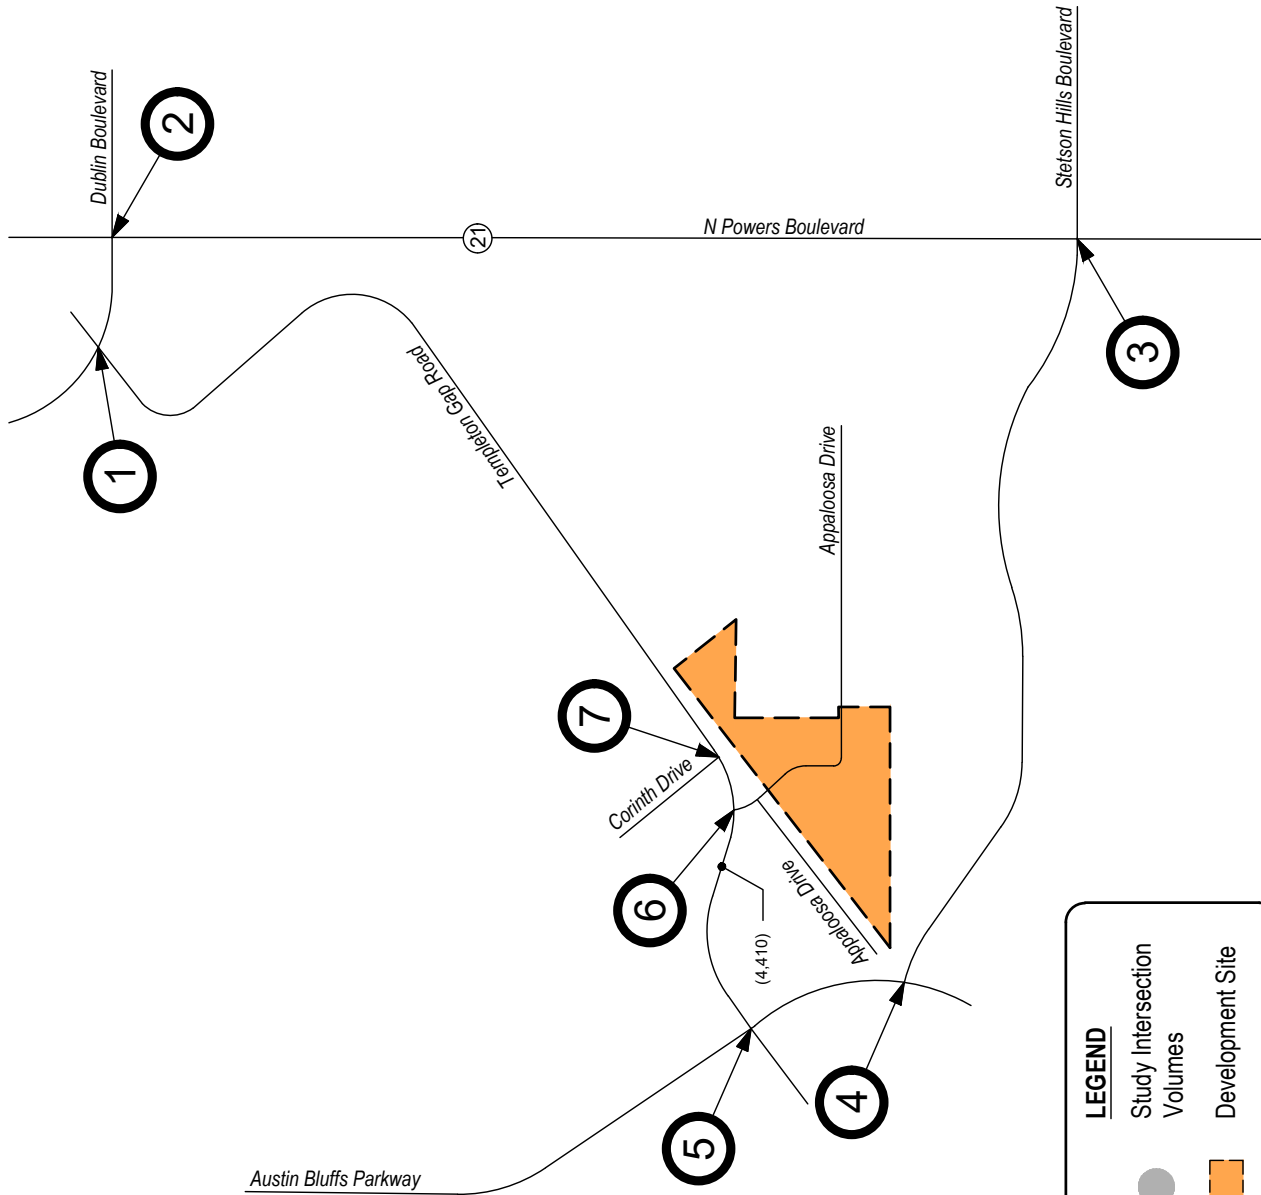 Dublin Boulevard
2
N Powers Boulevard
21
1
Templeton Gap Road
Stetson Hills Boulevard
3
Appaloosa Drive
7
Corinth Drive
6
Appaloosa Drive
(4,410)
5
4
Austin Bluffs Parkway
LEGEND
Study Intersection
Volumes
Development Site